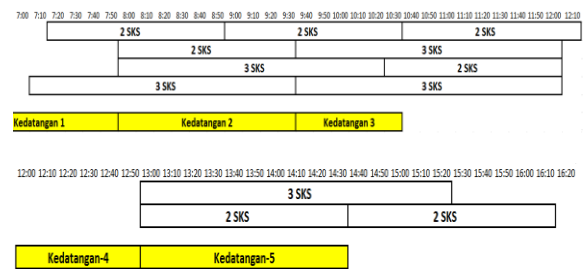 7:00 7:10 7:20 7:30 7:40 7:50 8:00 8:10 8:20 8:30 8:40 8:50 9:00 9:10 9:20 9:30 9:40 9:50 10:00 10:10 10:20 10:30 10:40 10:50 11:00 11:10 11:20 11:30 11:40 11:50 12:00 12:10
2 SKS 2 SKS 2 SKS
2 SKS 3 SKS
3 SKS 2 SKS
3 SKS 3 SKS
Kedatangan 1 Kedatangan 2 Kedatangan 3
12:00 12:10 12:20 12:30 12:40 12:50 13:00 13:10 13:20 13:30 13:40 13:50 14:00 14:10 14:20 14:30 14:40 14:50 15:00 15:10 15:20 15:30 15:40 15:50 16:00 16:10 16:20
3 SKS
2 SKS 2 SKS
Kedatangan-4 Kedatangan-5